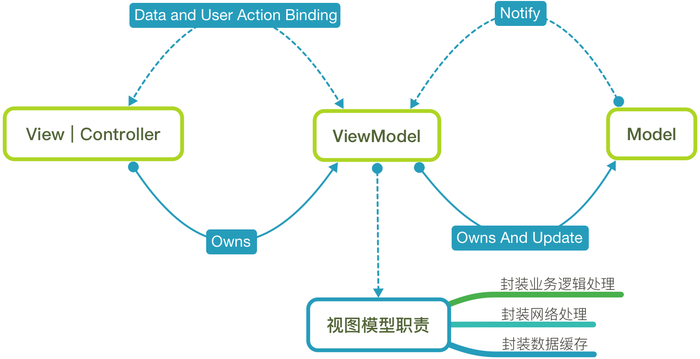 Data and User Action Binding
Notify
View | Controller
ViewModel
Model
Owns
Owns And Update
视图模型职责
封装业务逻辑处理
封装网络处理
封装数据缓存